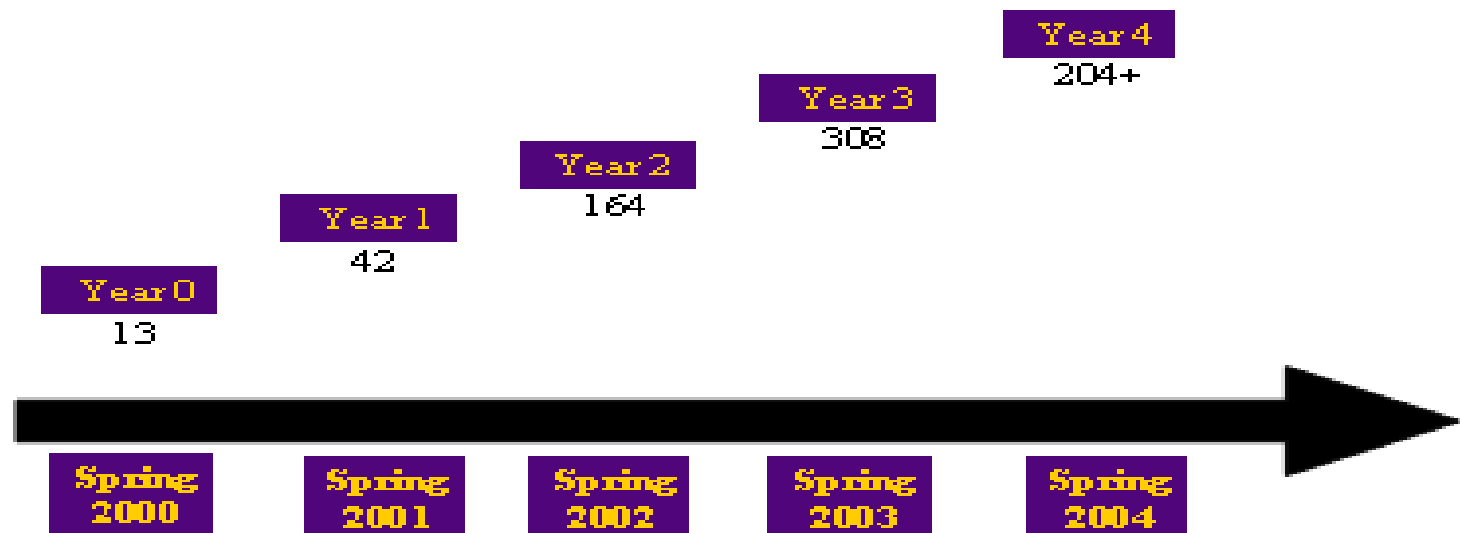 Year 4
204+
Year 3
308
Year 2
164
Year 1
42
Year 0
13
Spring
2000
Spring
2001
Spring
2002
Spring
2003
Spring
2004